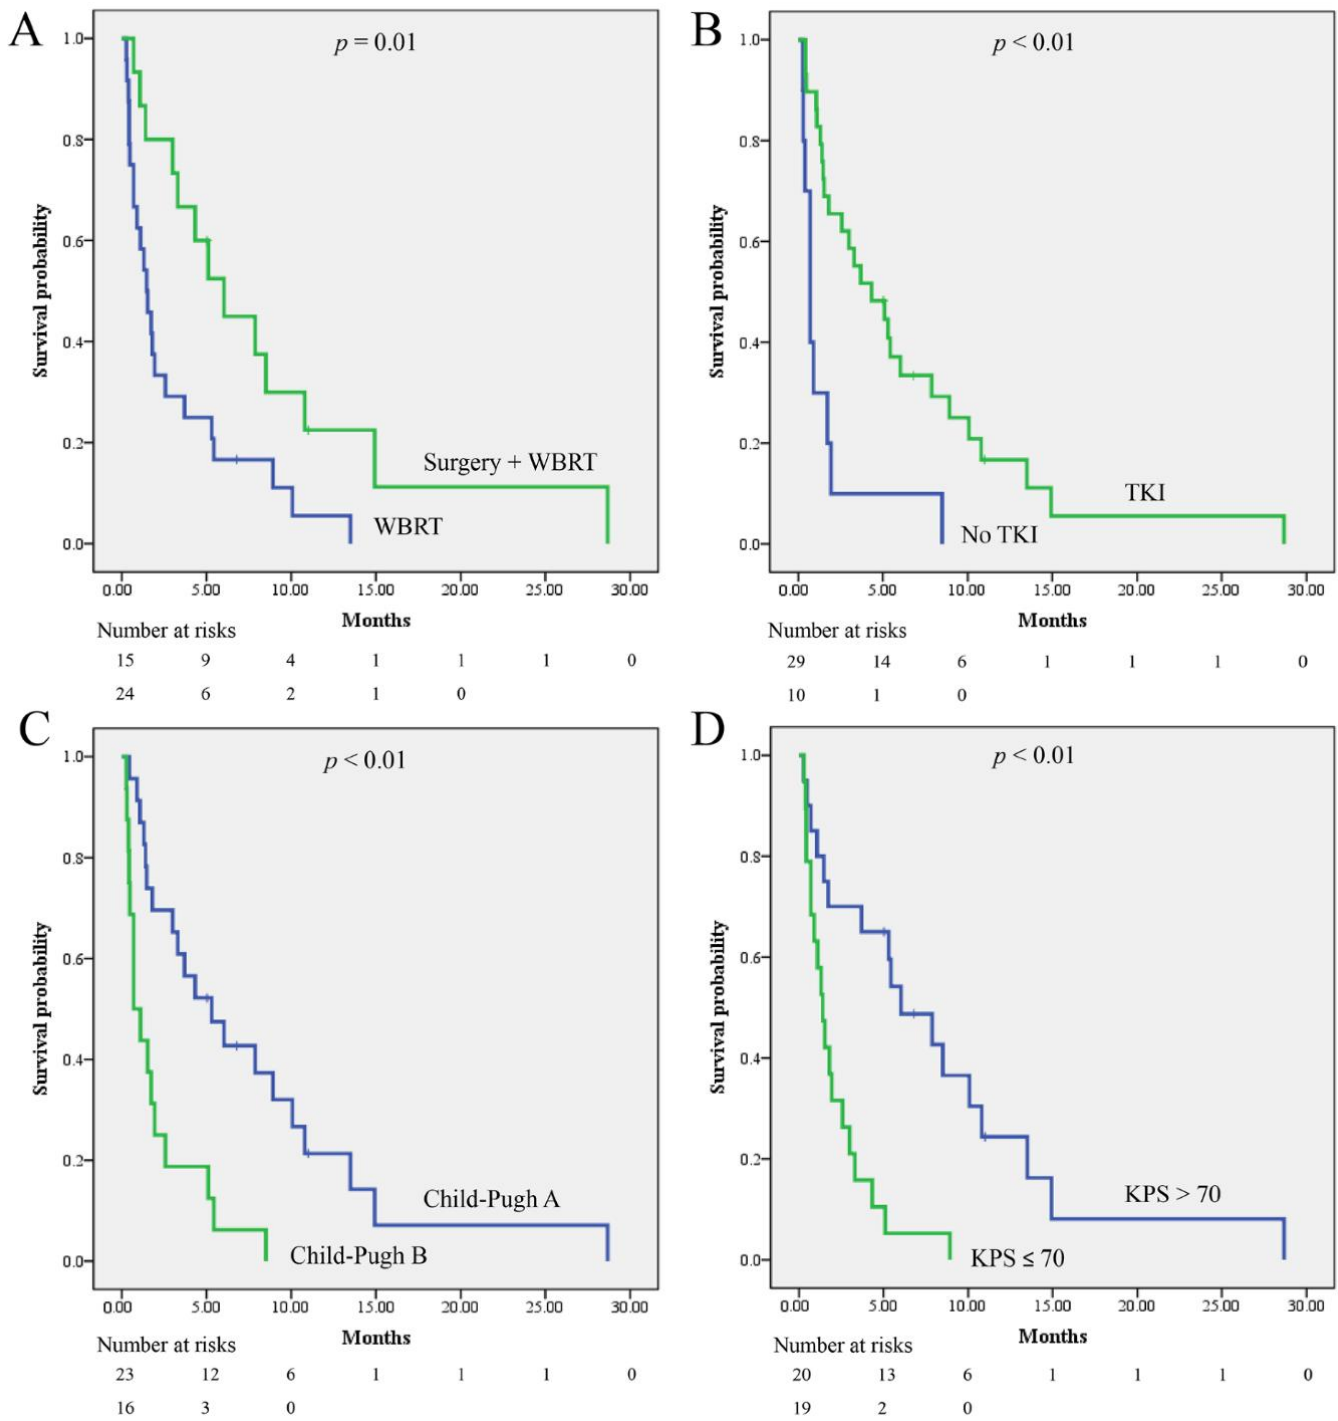 A
p = 0.01
1.0
0.8
0.6
0.4
0.2
0.0
Survival probability
Surgery + WBRT
WBRT
0.00 5.00 10.00 15.00 20.00 25.00 30.00
Months
Number at risks
15 9 4 1 1 1 0
24 6 2 1 0
B
p < 0.01
1.0
0.8
0.6
0.4
0.2
0.0
Survival probability
TKI
No TKI
0.00 5.00 10.00 15.00 20.00 25.00 30.00
Months
Number at risks
29 14 6 1 1 1 0
10 1 0
C
p < 0.01
1.0
0.8
0.6
0.4
0.2
0.0
Survival probability
Child-Pugh A
Child-Pugh B
0.00 5.00 10.00 15.00 20.00 25.00 30.00
Months
Number at risks
23 12 6 1 1 1 0
16 3 0
D
p < 0.01
1.0
0.8
0.6
0.4
0.2
0.0
Survival probability
KPS > 70
KPS ≤ 70
0.00 5.00 10.00 15.00 20.00 25.00 30.00
Months
Number at risks
20 13 6 1 1 1 0
19 2 0